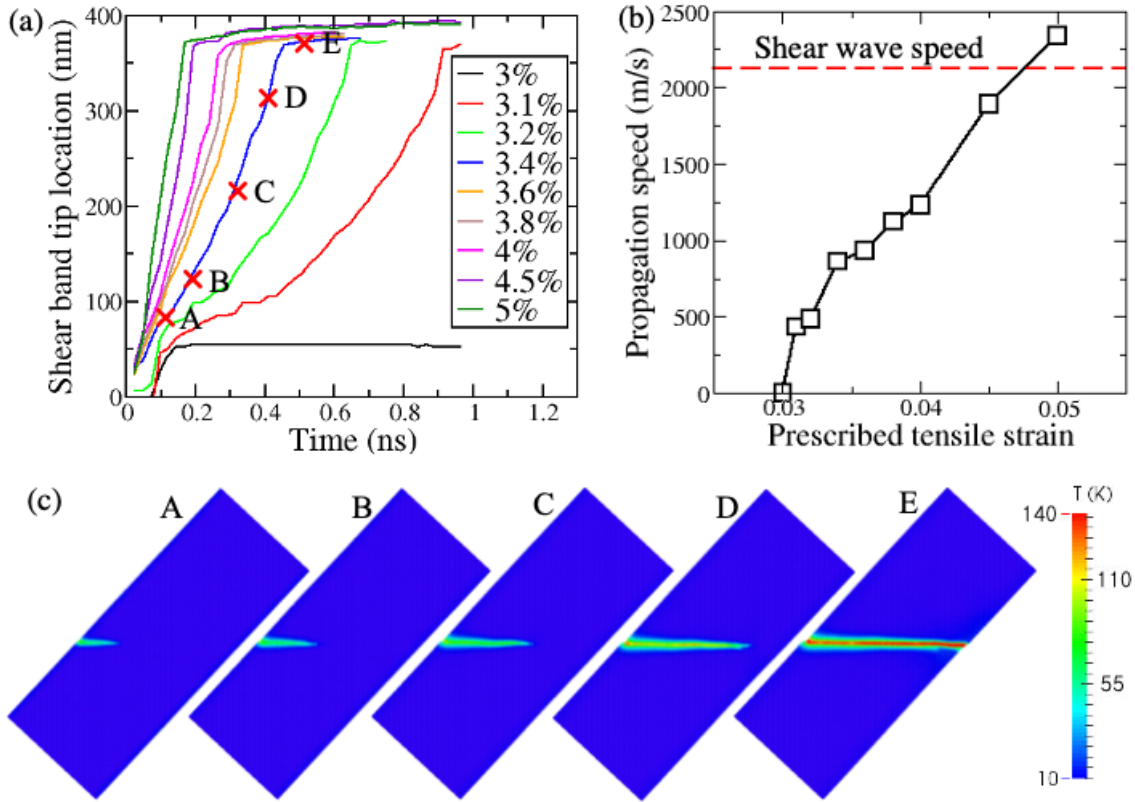 (a)
Shear band tip location (nm)
400
300
200
100
0
0 0.2 0.4 0.6 0.8 1 1.2
Time (ns)
A
B
C
D
E
3%
3.1%
3.2%
3.4%
3.6%
3.8%
4%
4.5%
5%
(b)
Propagation speed (m/s)
2500
2000
1500
1000
500
0
Shear wave speed
0.03 0.04 0.05
Prescribed tensile strain
(c)
A B C D E
T (K)
140
110
55
10